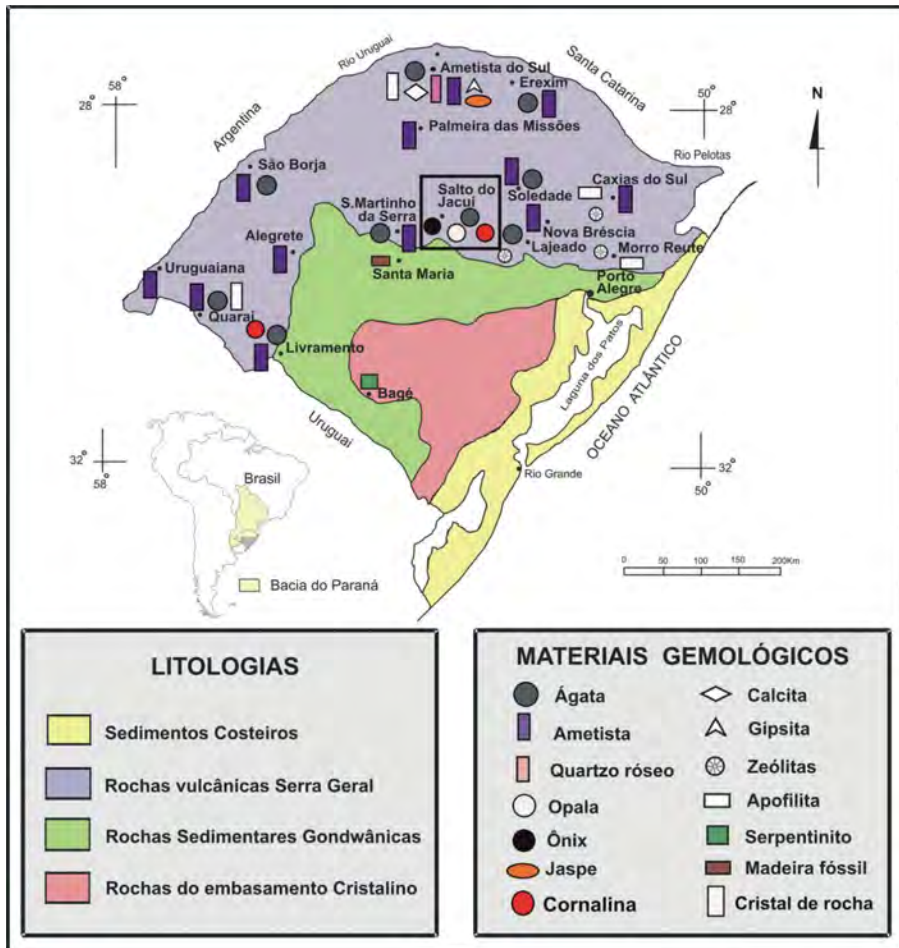 Rio Uruguai
Santa Catarina
Ametista do Sul
Erexim
58°
28°
50°
28
N
Argentina
Palmeira das Missões
Rio Pelotas
São Borja
Salto do
Jacuí
Soledade
Caxias do Sul
S.Martinho
da Serra
Nova Bréscia
Alegrete
Lajeado
Morro Reute
Uruguaiana
Santa Maria
Porto
Alegre
Quaraí
Livramento
Laguna dos Patos
OCEANO ATLÂNTICO
Bagé
Uruguai
32°
58
Rio Grande
32°
50
Brasil
0 50 100 150 200Km
Bacia do Paraná
LITOLOGIAS
Sedimentos Costeiros
Rochas vulcânicas Serra Geral
Rochas Sedimentares Gondwânicas
Rochas do embasamento Cristalino
MATERIAIS GEMOLÓGICOS
Ágata
Ametista
Quartzo róseo
Opala
Ônix
Jaspe
Cornalina
Calcita
Gipsita
Zeólitas
Apofilita
Serpentinito
Madeira fóssil
Cristal de rocha